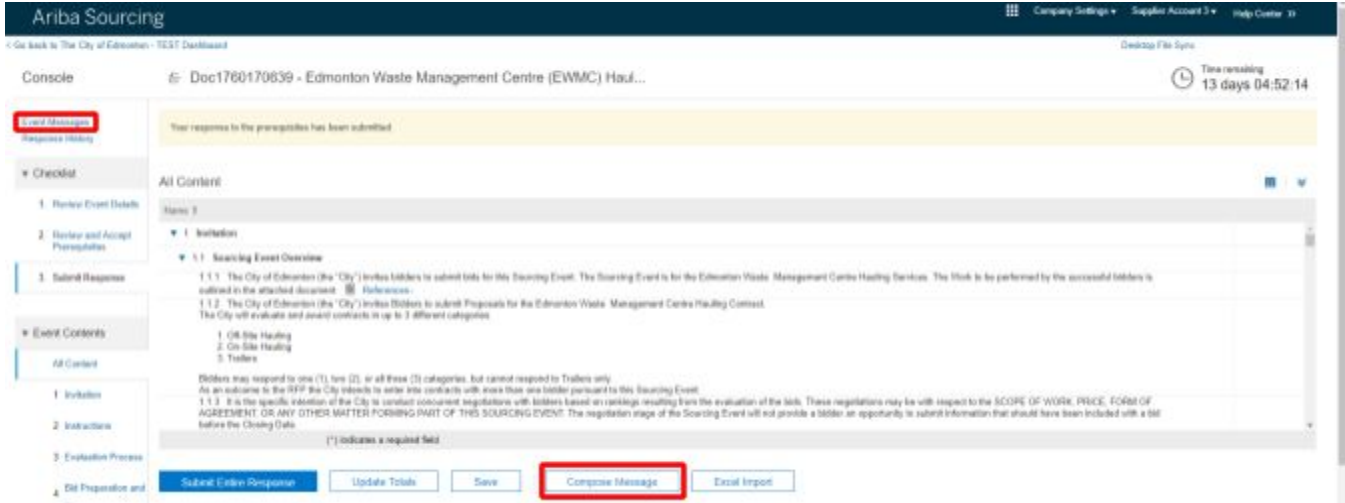 Ariba Sourcing
Company Settings ▾ Supplier Account 3 ▾ Help Center »
< Go back to The City of Edmonton - TEST Dashboard
Desktop File Sync
Console
Doc1760170639 - Edmonton Waste Management Centre (EWMC) Haul...
Time remaining
13 days 04:52:14
Event Messages
Response History
Your response to the prerequisites has been submitted.
▼ Checklist
1. Review Event Details
2. Review and Accept Prerequisites
3. Submit Response
▼ Event Contents
All Content
1 Invitation
2 Instructions
3 Evaluation Process
4 Bid Preparation and
All Content
Name ↑
▼ 1 Invitation
▼ 1.1 Sourcing Event Overview
1.1.1 The City of Edmonton (the "City") invites bidders to submit bids for this Sourcing Event. The Sourcing Event is for the Edmonton Waste Management Centre Hauling Services. The Work to be performed by the successful bidders is
outlined in the attached document. References
1.1.2 The City of Edmonton (the "City") invites Bidders to submit Proposals for the Edmonton Waste Management Centre Hauling Contract.
The City will evaluate and award contracts in up to 3 different categories
1. Off-Site Hauling
2. On-Site Hauling
3. Trailers
Bidders may respond to one (1), two (2), or all three (3) categories, but cannot respond to Trailers only.
As an outcome to the RFP the City intends to enter into contracts with more than one bidder pursuant to this Sourcing Event.
1.1.3 It is the specific intention of the City to conduct concurrent negotiations with bidders based on rankings resulting from the evaluation of the bids. These negotiations may be with respect to the SCOPE OF WORK, PRICE, FORM OF
AGREEMENT, OR ANY OTHER MATTER FORMING PART OF THIS SOURCING EVENT. The negotiation stage of the Sourcing Event will not provide a bidder an opportunity to submit information that should have been included with a bid
before the Closing Date.
(*) indicates a required field
Submit Entire Response
Update Totals
Save
Compose Message
Excel Import